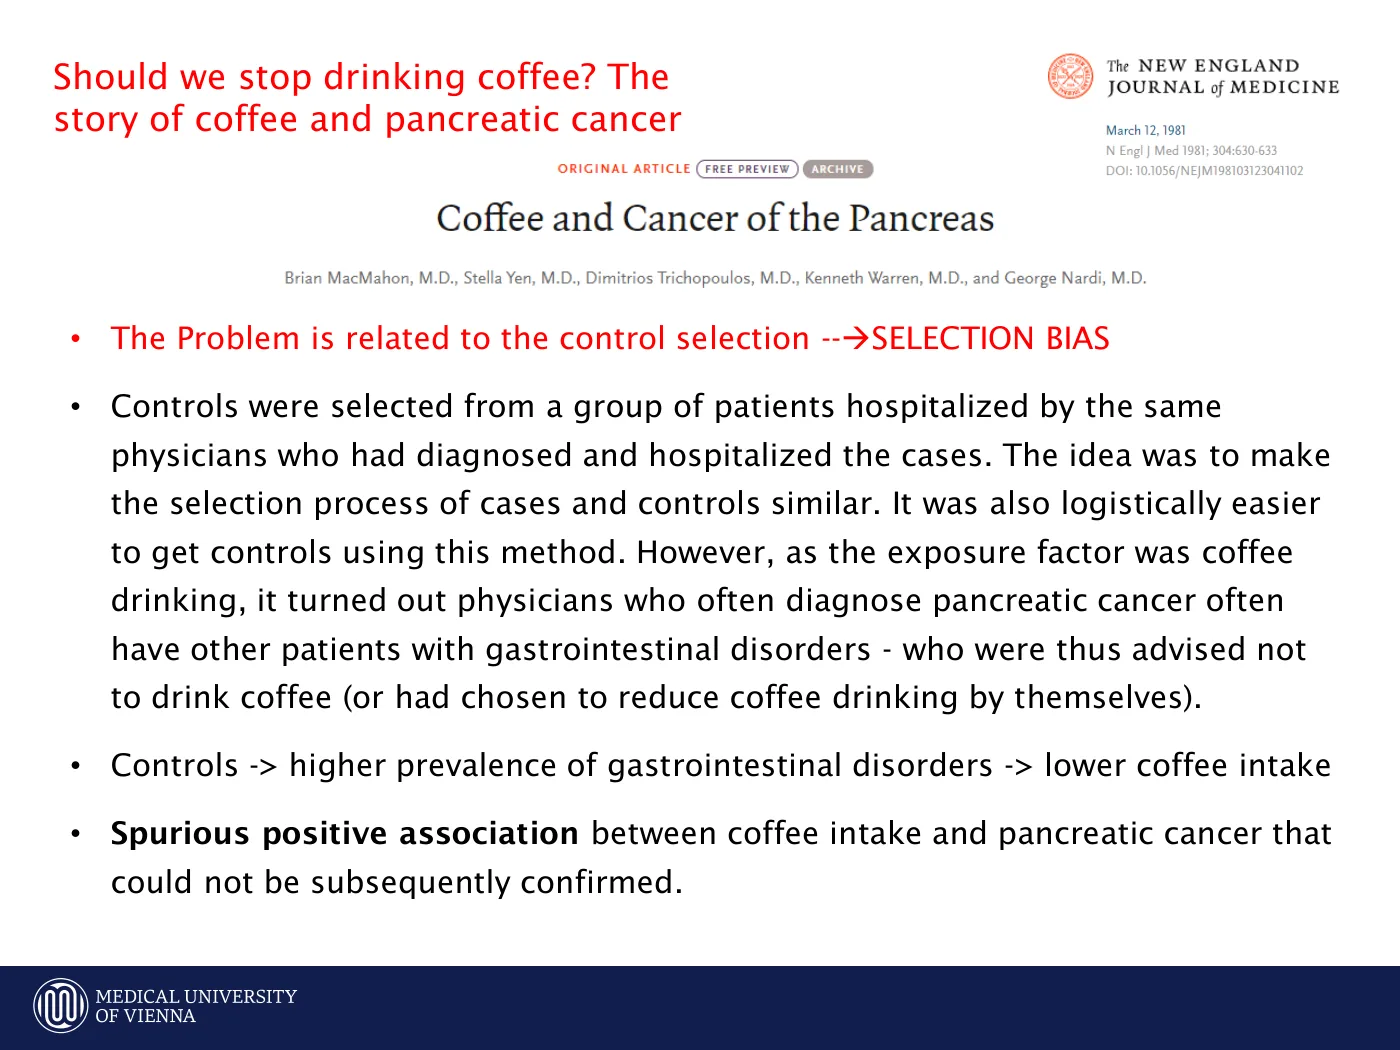 Should we stop drinking coffee? The
story of coffee and pancreatic cancer
The NEW ENGLAND
JOURNAL of MEDICINE
March 12, 1981
N Engl J Med 1981; 304:630-633
DOI: 10.1056/NEJM198103123041102
ORIGINAL ARTICLE FREE PREVIEW ARCHIVE
Coffee and Cancer of the Pancreas
Brian MacMahon, M.D., Stella Yen, M.D., Dimitrios Trichopoulos, M.D., Kenneth Warren, M.D., and George Nardi, M.D.
• The Problem is related to the control selection --→SELECTION BIAS
• Controls were selected from a group of patients hospitalized by the same
physicians who had diagnosed and hospitalized the cases. The idea was to make
the selection process of cases and controls similar. It was also logistically easier
to get controls using this method. However, as the exposure factor was coffee
drinking, it turned out physicians who often diagnose pancreatic cancer often
have other patients with gastrointestinal disorders - who were thus advised not
to drink coffee (or had chosen to reduce coffee drinking by themselves).
• Controls -> higher prevalence of gastrointestinal disorders -> lower coffee intake
• Spurious positive association between coffee intake and pancreatic cancer that
could not be subsequently confirmed.
MEDICAL UNIVERSITY
OF VIENNA